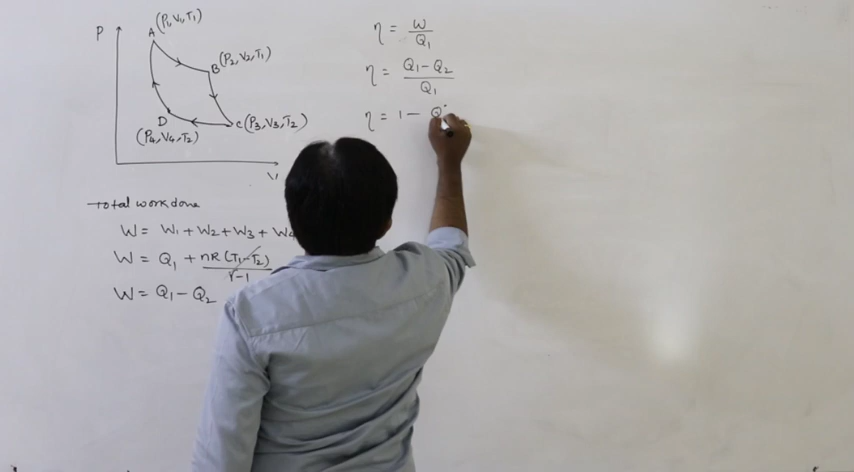 P
A (P1, V1, T1)
B (P2, V2, T1)
C (P3, V3, T2)
D
(P4, V4, T2)
V
Total work done
W = W1 + W2 + W3 + W4
W = Q1 + nR (T1-T2) / γ-1
W = Q1 - Q2
η = W / Q1
η = Q1 - Q2 / Q1
η = 1 - Q